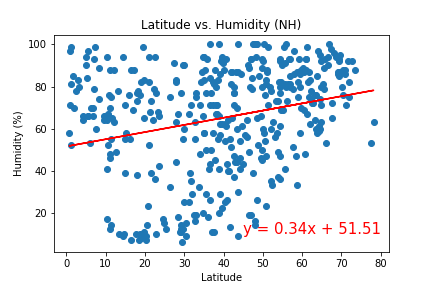 Latitude vs. Humidity (NH)
100
80
60
40
20
Humidity (%)
y = 0.34x + 51.51
0 10 20 30 40 50 60 70 80
Latitude